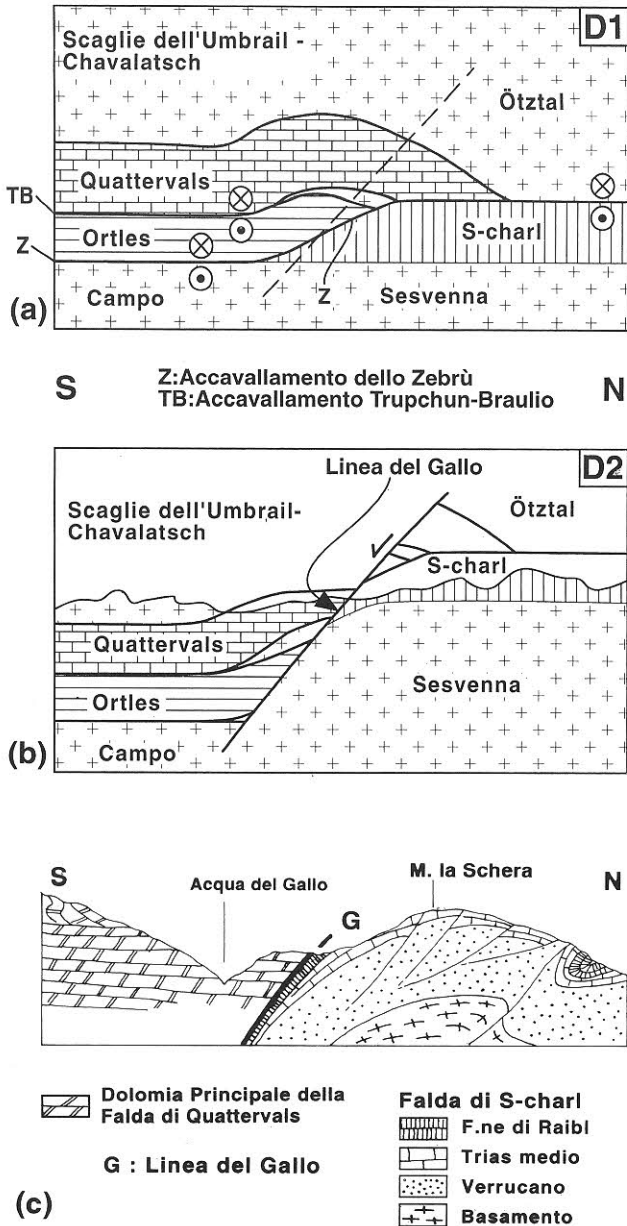 D1
Scaglie dell'Umbrail -
Chavalatsch
Ötztal
Quattervals
TB
Ortles
S-charl
Z
Campo
Z
Sesvenna
(a)
S
Z:Accavallamento dello Zebrù
TB:Accavallamento Trupchun-Braulio
N
D2
Linea del Gallo
Scaglie dell'Umbrail-
Chavalatsch
Ötztal
S-charl
Quattervals
Sesvenna
Ortles
Campo
(b)
S
Acqua del Gallo
M. la Schera
N
G
Dolomia Principale della
Falda di Quattervals
G : Linea del Gallo
Falda di S-charl
F.ne di Raibl
Trias medio
Verrucano
Basamento
(c)